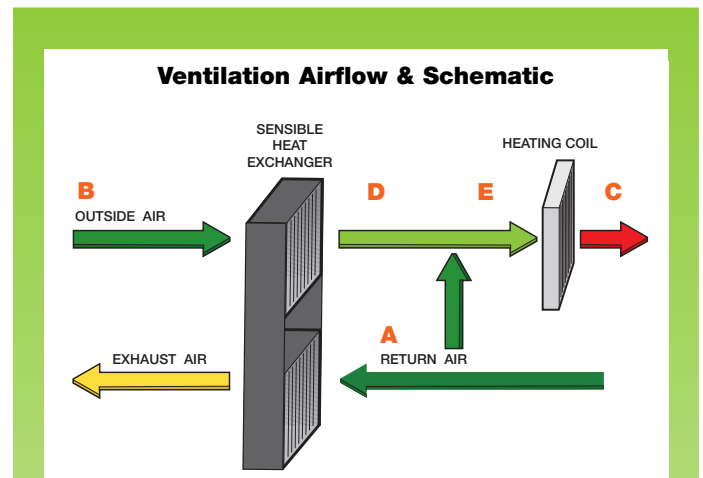 Ventilation Airflow & Schematic
SENSIBLE
HEAT
EXCHANGER
HEATING COIL
B
D
E
C
OUTSIDE AIR
A
EXHAUST AIR
RETURN AIR